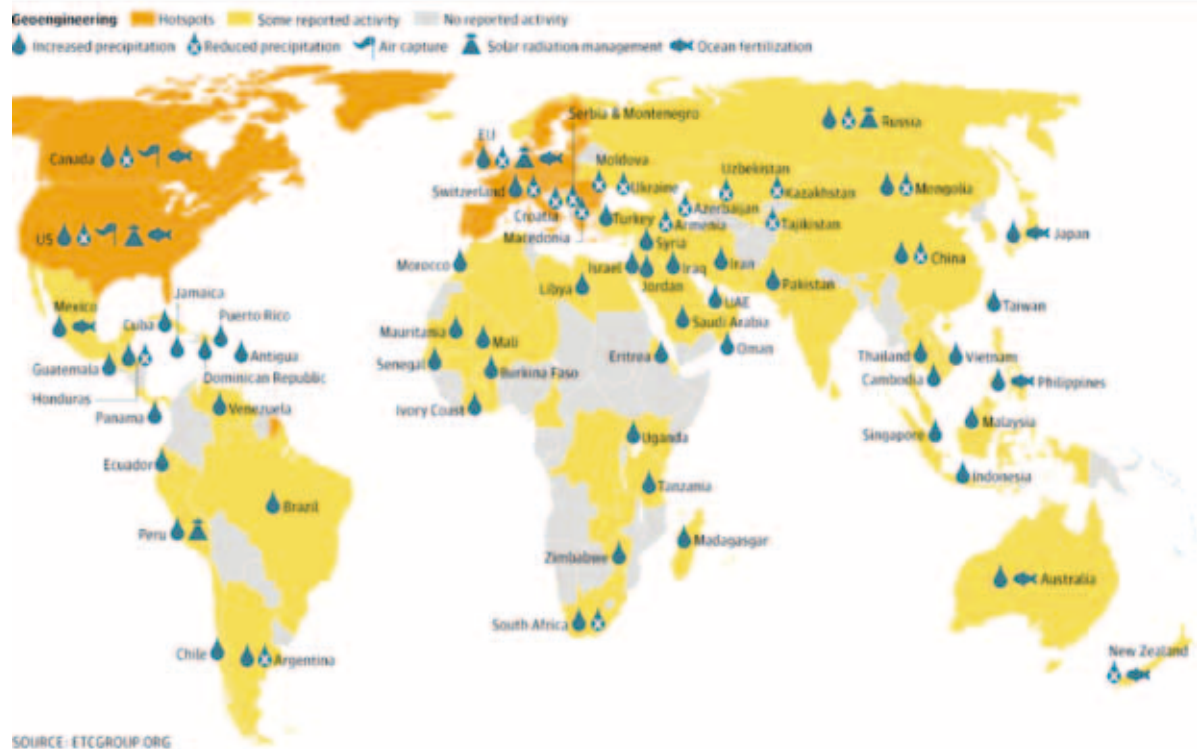 Geoengineering Hotspots Some reported activity No reported activity
Increased precipitation Reduced precipitation Air capture Solar radiation management Ocean fertilization
Serbia & Montenegro
Russia
EU
Canada
Moldova
Uzbekistan
Switzerland
Ukraine
Kazakhstan
Mongolia
Croatia
Azerbaijan
Turkey
Armenia
Tajikistan
US
Macedonia
Japan
Syria
China
Morocco
Israel
Iraq
Iran
Jordan
Libya
Pakistan
Jamaica
Mexico
UAE
Taiwan
Puerto Rico
Cuba
Saudi Arabia
Mauritania
Mali
Antigua
Oman
Eritrea
Thailand
Vietnam
Senegal
Guatemala
Burkina Faso
Dominican Republic
Cambodia
Philippines
Honduras
Venezuela
Ivory Coast
Panama
Malaysia
Uganda
Singapore
Ecuador
Indonesia
Tanzania
Brazil
Peru
Madagasgar
Zimbabwe
Australia
South Africa
Chile
Argentina
New Zealand
SOURCE: ETCGROUP.ORG